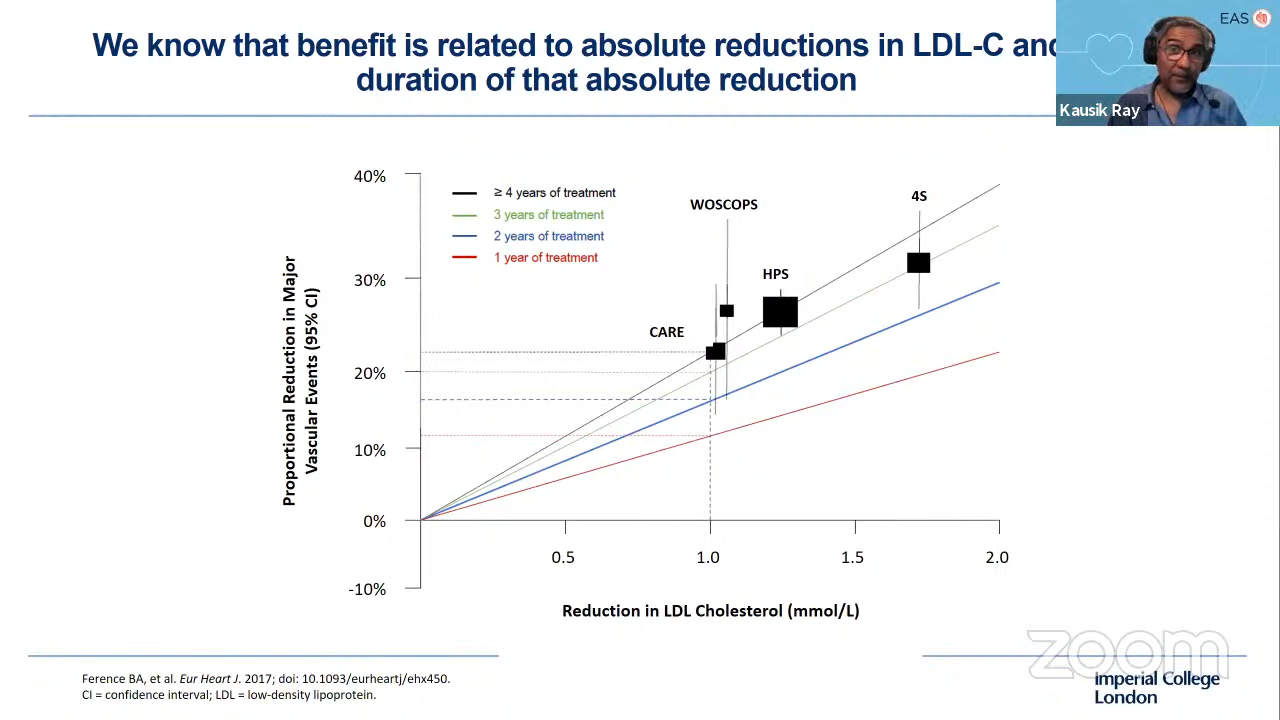 We know that benefit is related to absolute reductions in LDL-C and
duration of that absolute reduction
EAS
Kausik Ray
40%
30%
20%
10%
0%
-10%
Proportional Reduction in Major
Vascular Events (95% CI)
≥ 4 years of treatment
3 years of treatment
2 years of treatment
1 year of treatment
WOSCOPS
4S
HPS
CARE
0.5
1.0
1.5
2.0
Reduction in LDL Cholesterol (mmol/L)
zoom
Ference BA, et al. Eur Heart J. 2017; doi: 10.1093/eurheartj/ehx450.
CI = confidence interval; LDL = low-density lipoprotein.
Imperial College
London